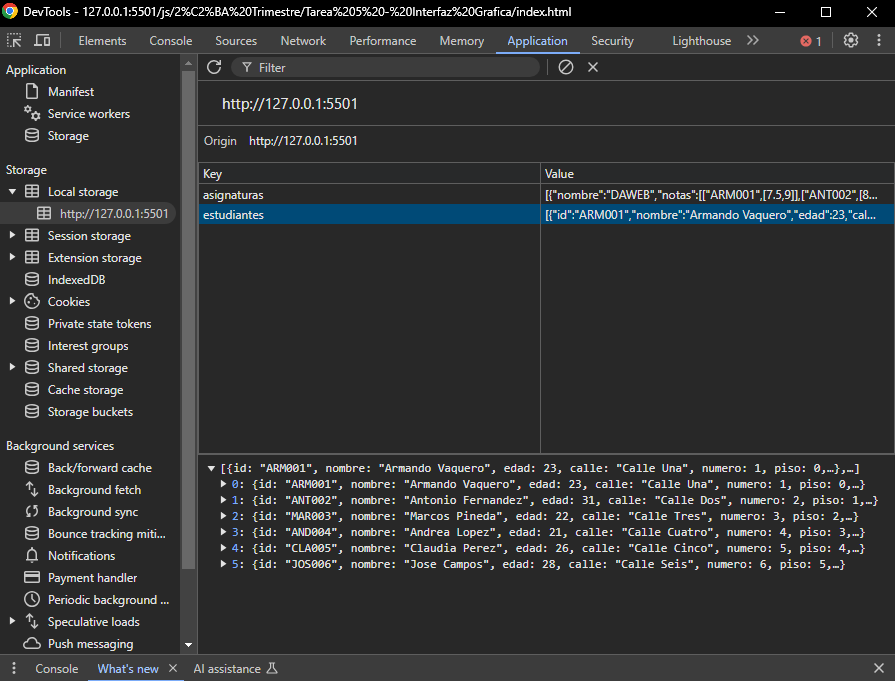 DevTools - 127.0.0.1:5501/js/2%C2%BA%20Trimestre/Tarea%205%20-%20Interfaz%20Grafica/index.html
Elements Console Sources Network Performance Memory Application Security Lighthouse 1
Application
Manifest
Service workers
Storage
Storage
Local storage
http://127.0.0.1:5501
Session storage
Extension storage
IndexedDB
Cookies
Private state tokens
Interest groups
Shared storage
Cache storage
Storage buckets
Background services
Back/forward cache
Background fetch
Background sync
Bounce tracking miti...
Notifications
Payment handler
Periodic background ...
Speculative loads
Push messaging
Filter
http://127.0.0.1:5501
Origin http://127.0.0.1:5501
Key Value
asignaturas [{"nombre":"DAWEB","notas":[["ARM001",[7.5,9]],["ANT002",[8...
estudiantes [{"id":"ARM001","nombre":"Armando Vaquero","edad":23,"cal...
[{id: "ARM001", nombre: "Armando Vaquero", edad: 23, calle: "Calle Una", numero: 1, piso: 0,…},…]
0: {id: "ARM001", nombre: "Armando Vaquero", edad: 23, calle: "Calle Una", numero: 1, piso: 0,…}
1: {id: "ANT002", nombre: "Antonio Fernandez", edad: 31, calle: "Calle Dos", numero: 2, piso: 1,…}
2: {id: "MAR003", nombre: "Marcos Pineda", edad: 22, calle: "Calle Tres", numero: 3, piso: 2,…}
3: {id: "AND004", nombre: "Andrea Lopez", edad: 21, calle: "Calle Cuatro", numero: 4, piso: 3,…}
4: {id: "CLA005", nombre: "Claudia Perez", edad: 26, calle: "Calle Cinco", numero: 5, piso: 4,…}
5: {id: "JOS006", nombre: "Jose Campos", edad: 28, calle: "Calle Seis", numero: 6, piso: 5,…}
Console What's new AI assistance